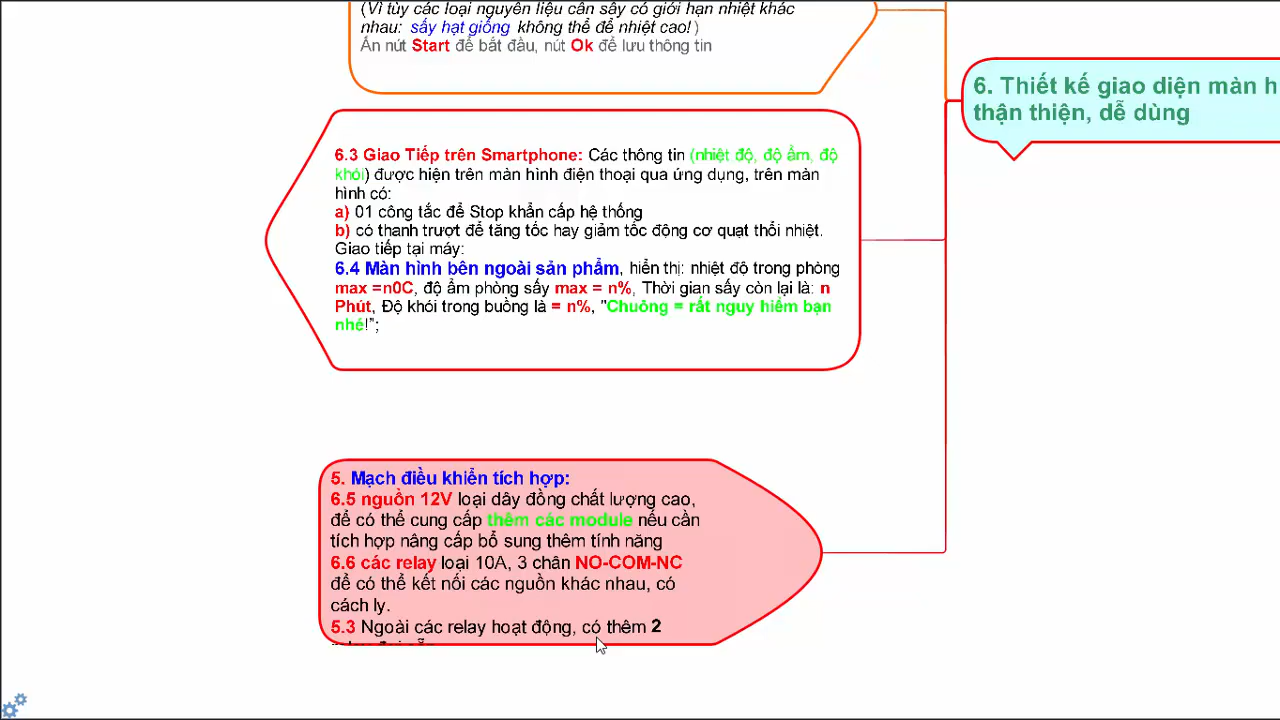 (Vì tùy các loại nguyên liệu cần sấy có giới hạn nhiệt khác
nhau: sấy hạt giống không thể để nhiệt cao!)
Ấn nút Start để bắt đầu, nút Ok để lưu thông tin
6. Thiết kế giao diện màn h
thận thiện, dễ dùng
6.3 Giao Tiếp trên Smartphone: Các thông tin (nhiệt độ, độ ẩm, độ
khói) được hiện trên màn hình điện thoại qua ứng dụng, trên màn
hình có:
a) 01 công tắc để Stop khẩn cấp hệ thống
b) có thanh trượt để tăng tốc hay giảm tốc động cơ quạt thổi nhiệt.
Giao tiếp tại máy:
6.4 Màn hình bên ngoài sản phẩm, hiển thị: nhiệt độ trong phòng
max =n0C, độ ẩm phòng sấy max = n%, Thời gian sấy còn lại là: n
Phút, Độ khói trong buồng là = n%, "Chuông = rất nguy hiểm bạn
nhé!";
5. Mạch điều khiển tích hợp:
6.5 nguồn 12V loại dây đồng chất lượng cao,
để có thể cung cấp thêm các module nếu cần
tích hợp nâng cấp bổ sung thêm tính năng
6.6 các relay loại 10A, 3 chân NO-COM-NC
để có thể kết nối các nguồn khác nhau, có
cách ly.
5.3 Ngoài các relay hoạt động, có thêm 2